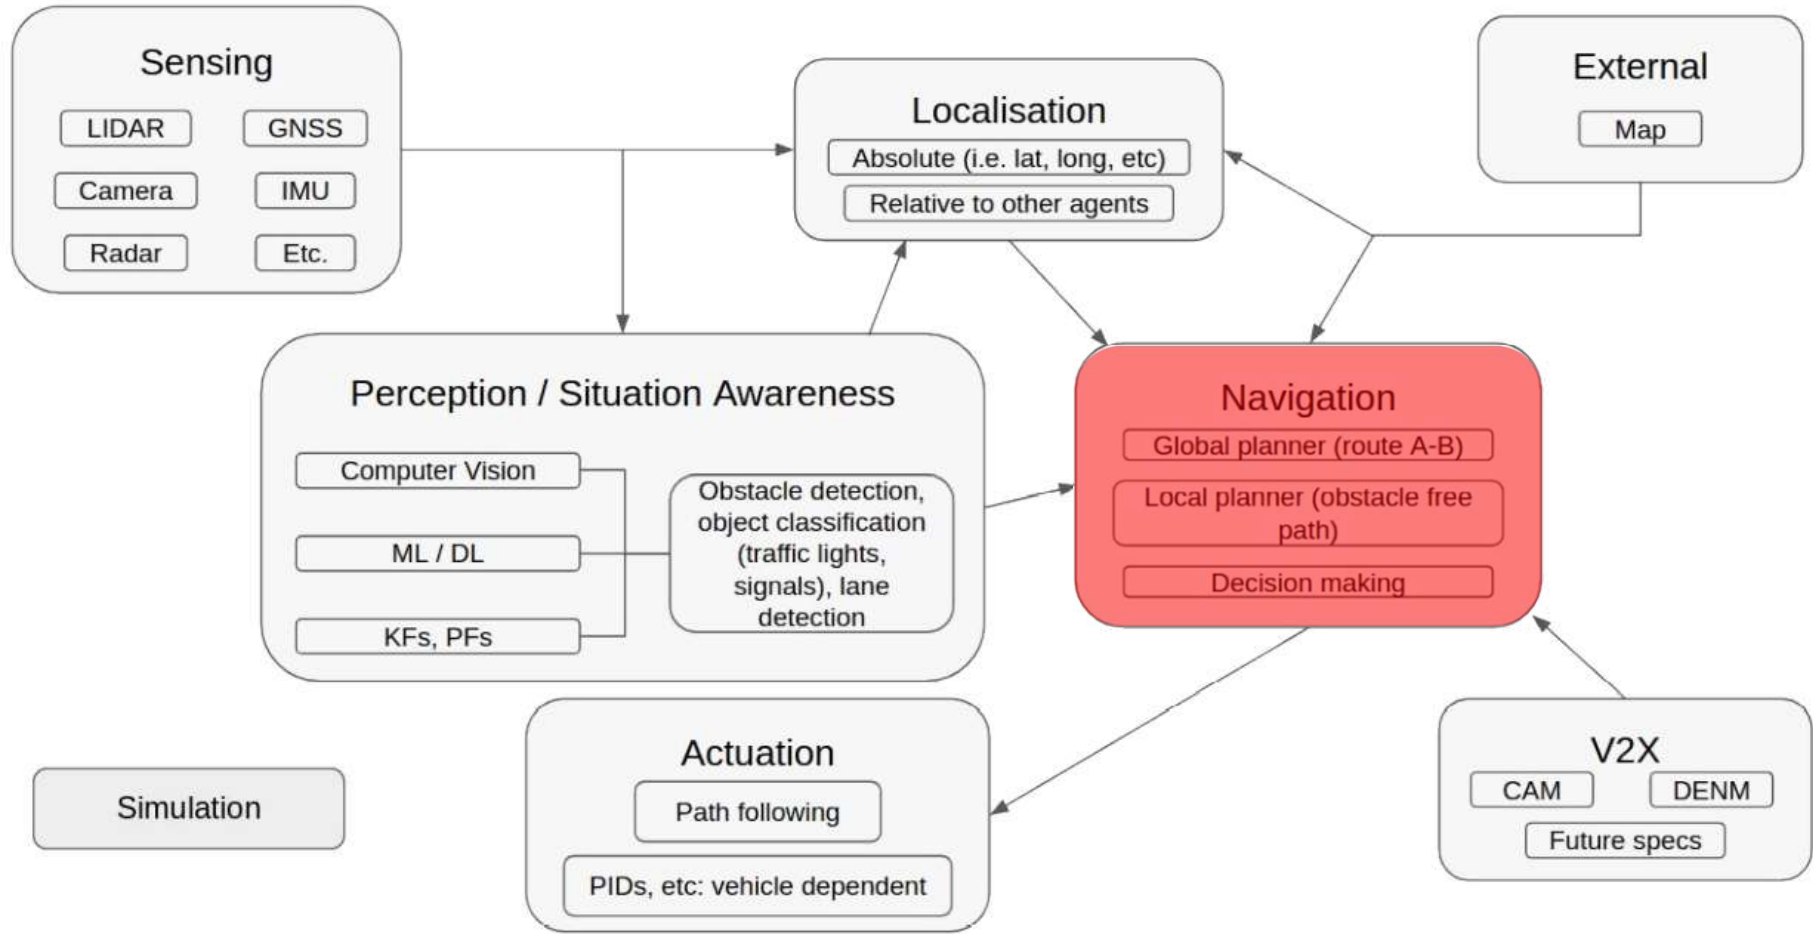 Sensing
LIDAR
GNSS
Camera
IMU
Radar
Etc.
Localisation
Absolute (i.e. lat, long, etc)
Relative to other agents
External
Map
Perception / Situation Awareness
Computer Vision
ML / DL
KFs, PFs
Obstacle detection,
object classification
(traffic lights,
signals), lane
detection
Navigation
Global planner (route A-B)
Local planner (obstacle free
path)
Decision making
Actuation
Path following
PIDs, etc: vehicle dependent
V2X
CAM
DENM
Future specs
Simulation